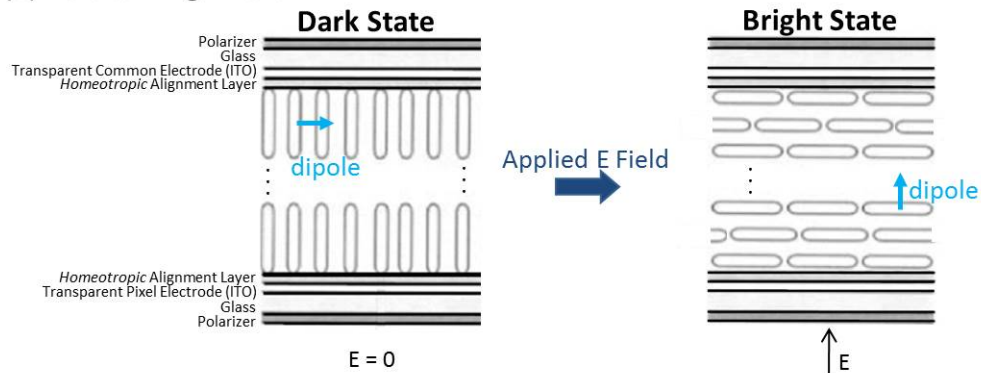 Dark State
Bright State
Polarizer
Glass
Transparent Common Electrode (ITO)
Homeotropic Alignment Layer
dipole
Applied E Field
dipole
Homeotropic Alignment Layer
Transparent Pixel Electrode (ITO)
Glass
Polarizer
E = 0
E